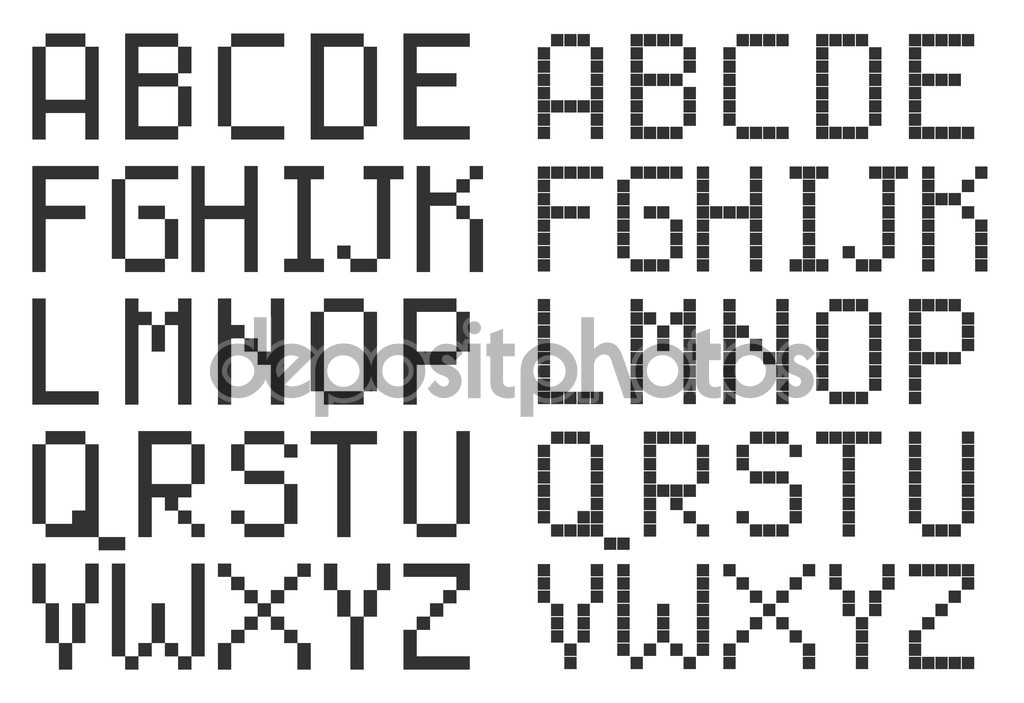 ABCDE ABCDE
FGHIJK FGHIJK
LMNOP LMNOP
depositphotos
QRSTU QRSTU
VWXYZ VWXYZ